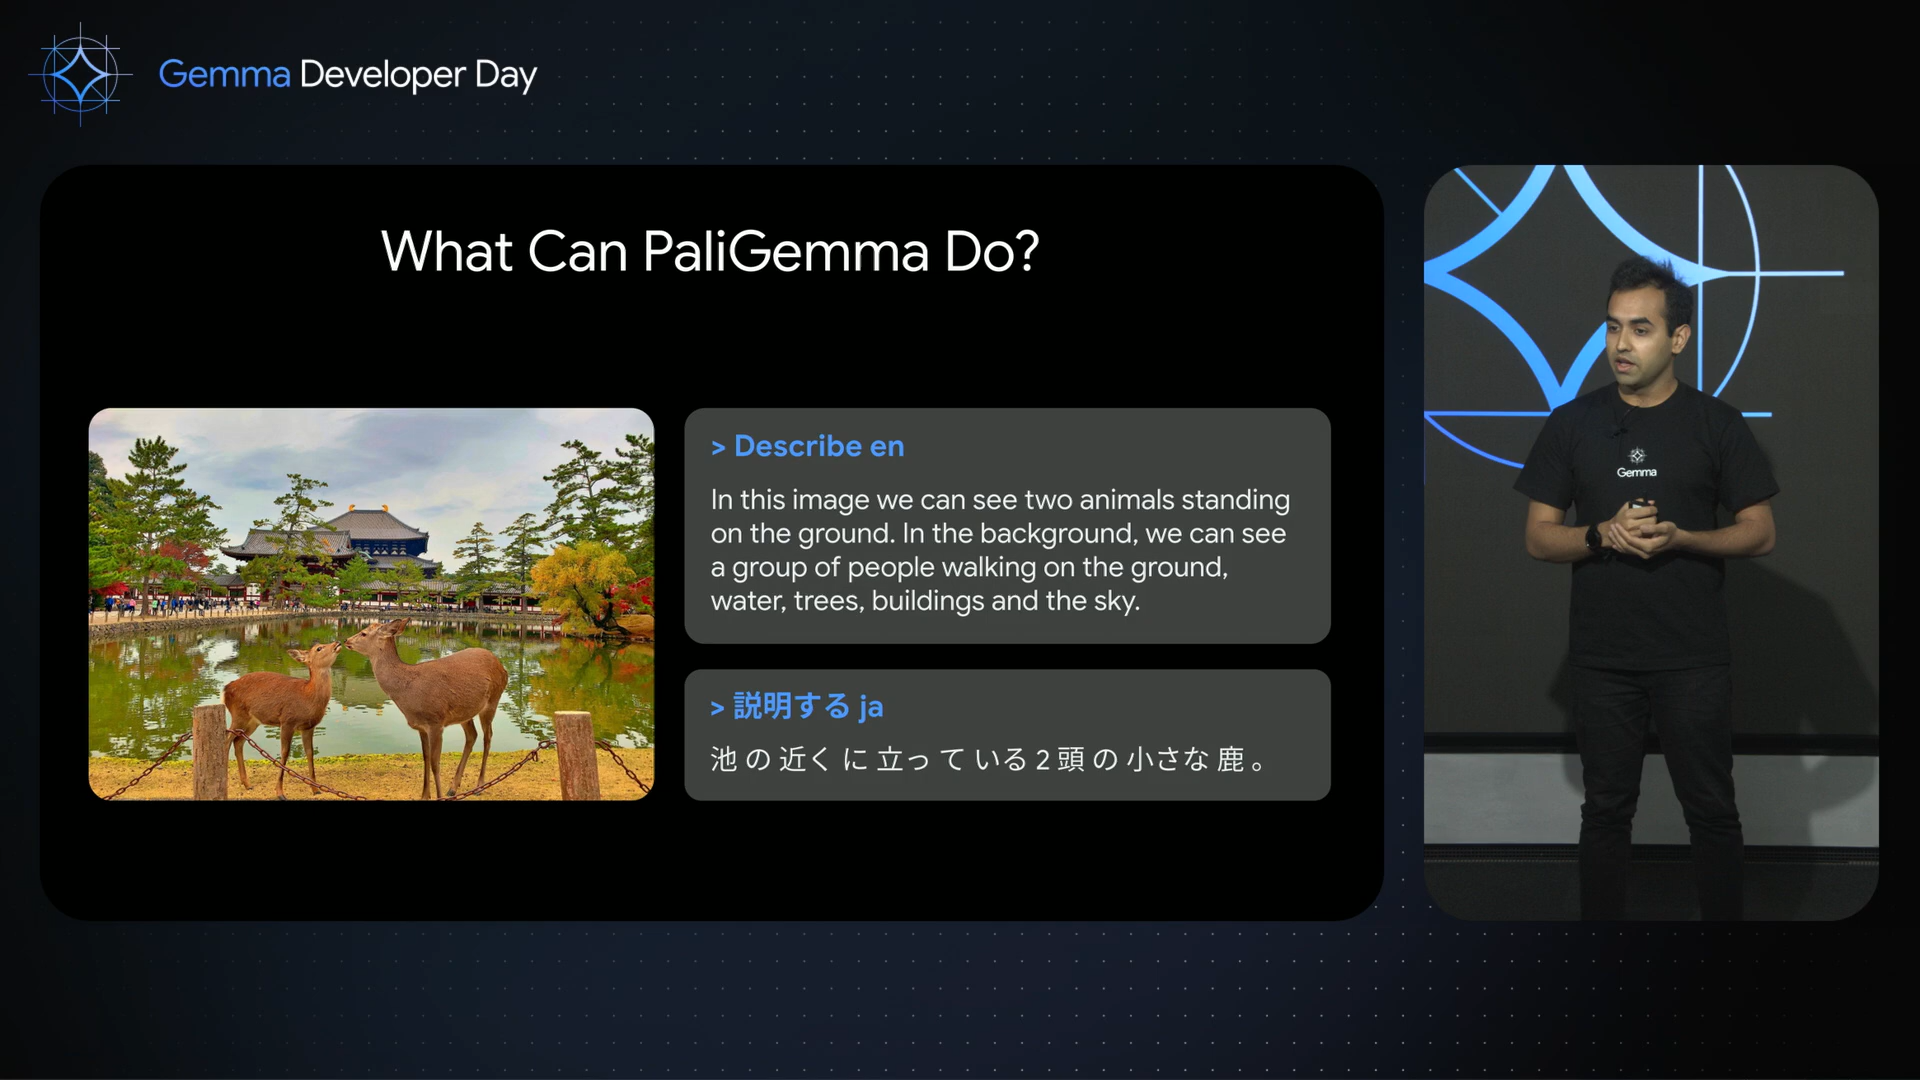 Gemma Developer Day
What Can PaliGemma Do?
> Describe en
In this image we can see two animals standing
on the ground. In the background, we can see
a group of people walking on the ground,
water, trees, buildings and the sky.
> 説明する ja
池 の 近く に 立っ て いる 2 頭 の 小さな 鹿 。
Gemma